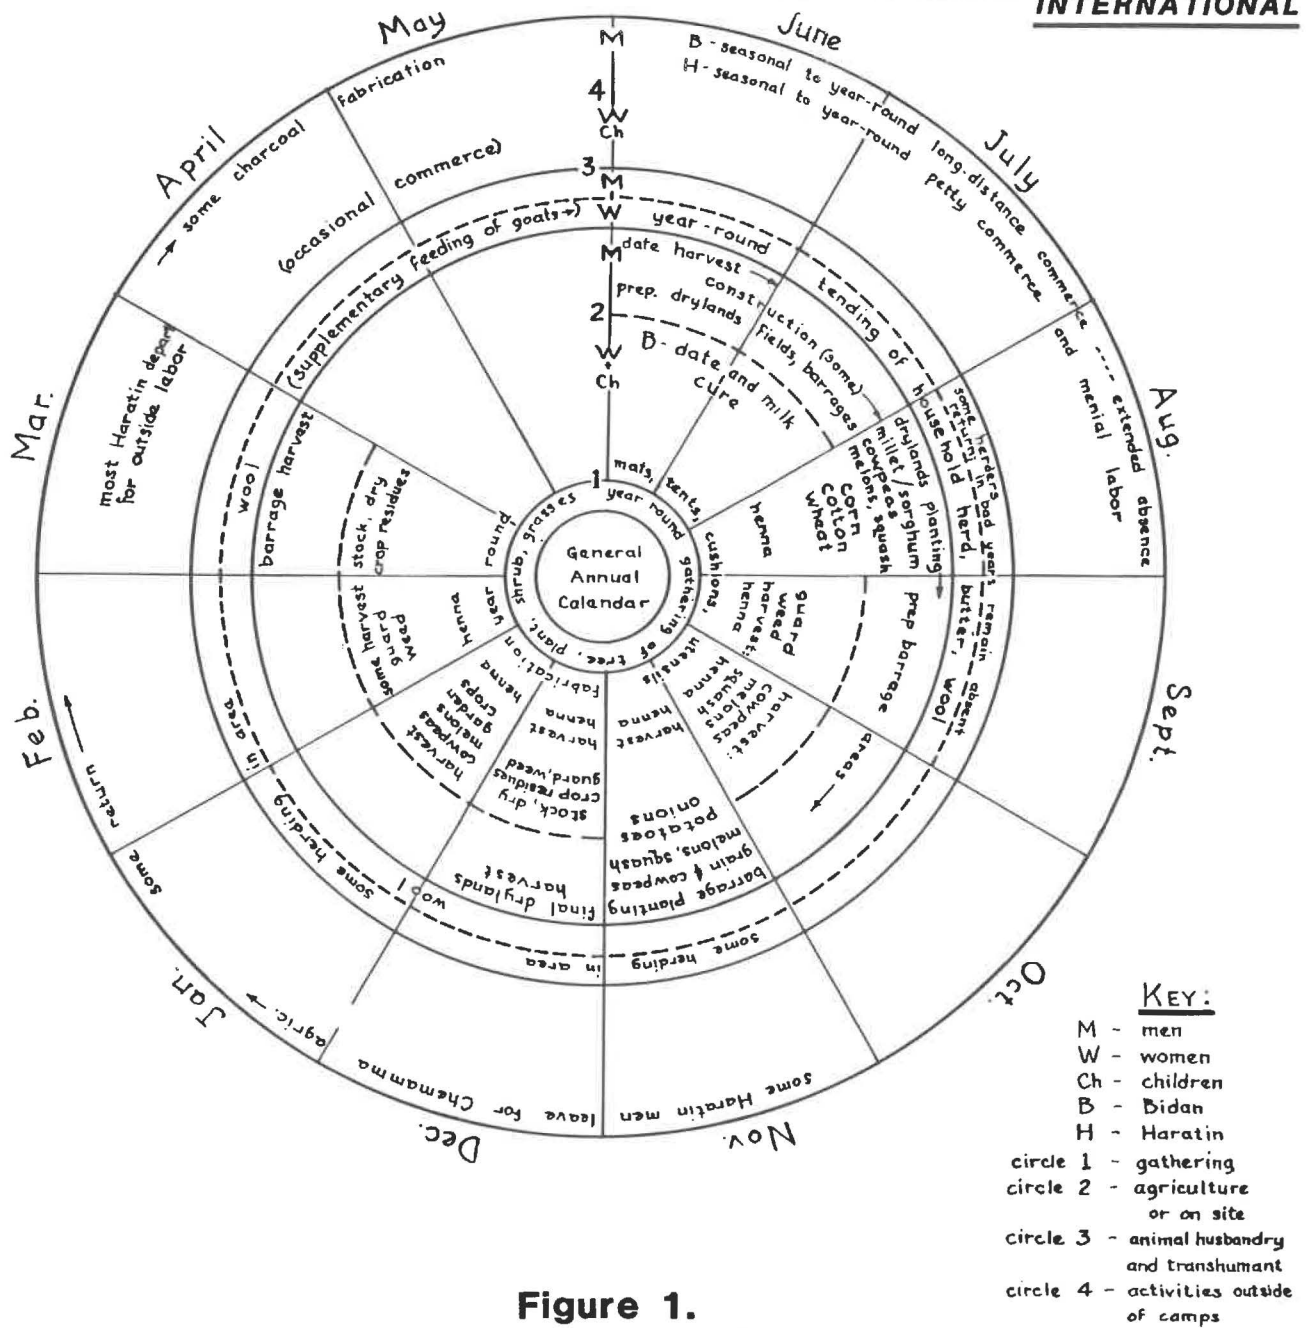 INTERNATIONAL
May
June
July
Aug.
Sept.
Oct.
Nov.
Dec.
Jan.
Feb.
Mar.
April
M
4
W
Ch
B - seasonal to year-round long-distance commerce ---- extended absence
H - seasonal to year-round petty commerce and menial labor
some Haratin men leave for Chemamma
agric.
some return
most Haratin depart
for outside labor
some charcoal fabrication
(occasional commerce)
3
M
W
year-round tending of household herd, butter, wool
some herders
return in bad years
remain absent
some herding in area
wool
some herding in area
wool
(supplementary feeding of goats→)
M
2
W
Ch
date harvest
construction (some)
prep. drylands fields, barrages
B - date and milk
cure
drylands planting
millet/sorghum
cowpeas
melons, squash
corn
cotton
wheat
henna
prep barrage areas
guard
weed
harvest:
henna
harvest:
cowpeas
melons
squash
henna
barrage planting
grain & cowpeas
melons, squash
potatoes
onions
harvest
henna
final drylands
harvest
stock, dry
crop residues
guard, weed
harvest
henna
harvest
cowpeas
melons
garden
crops
henna
some harvest
guard
weed
henna
barrage harvest
stock, dry
crop residues
1
mats, tents, cushions, utensils
fabrication year round
year round gathering of tree, plant, shrub, grasses
General
Annual
Calendar
KEY:
M - men
W - women
Ch - children
B - Bidan
H - Haratin
circle 1 - gathering
circle 2 - agriculture
or on site
circle 3 - animal husbandry
and transhumant
circle 4 - activities outside
of camps
Figure 1.